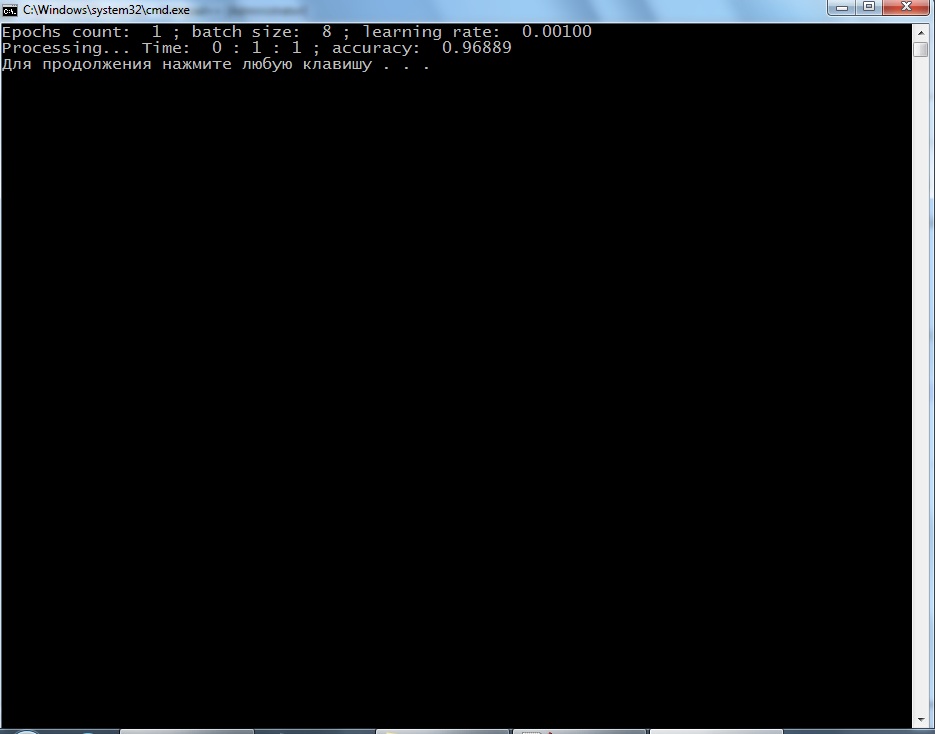 C:\Windows\system32\cmd.exe
Epochs count:  1 ; batch size:  8 ; learning rate:  0.00100
Processing... Time:  0 : 1 : 1 ; accuracy:  0.96889
Для продолжения нажмите любую клавишу . . .